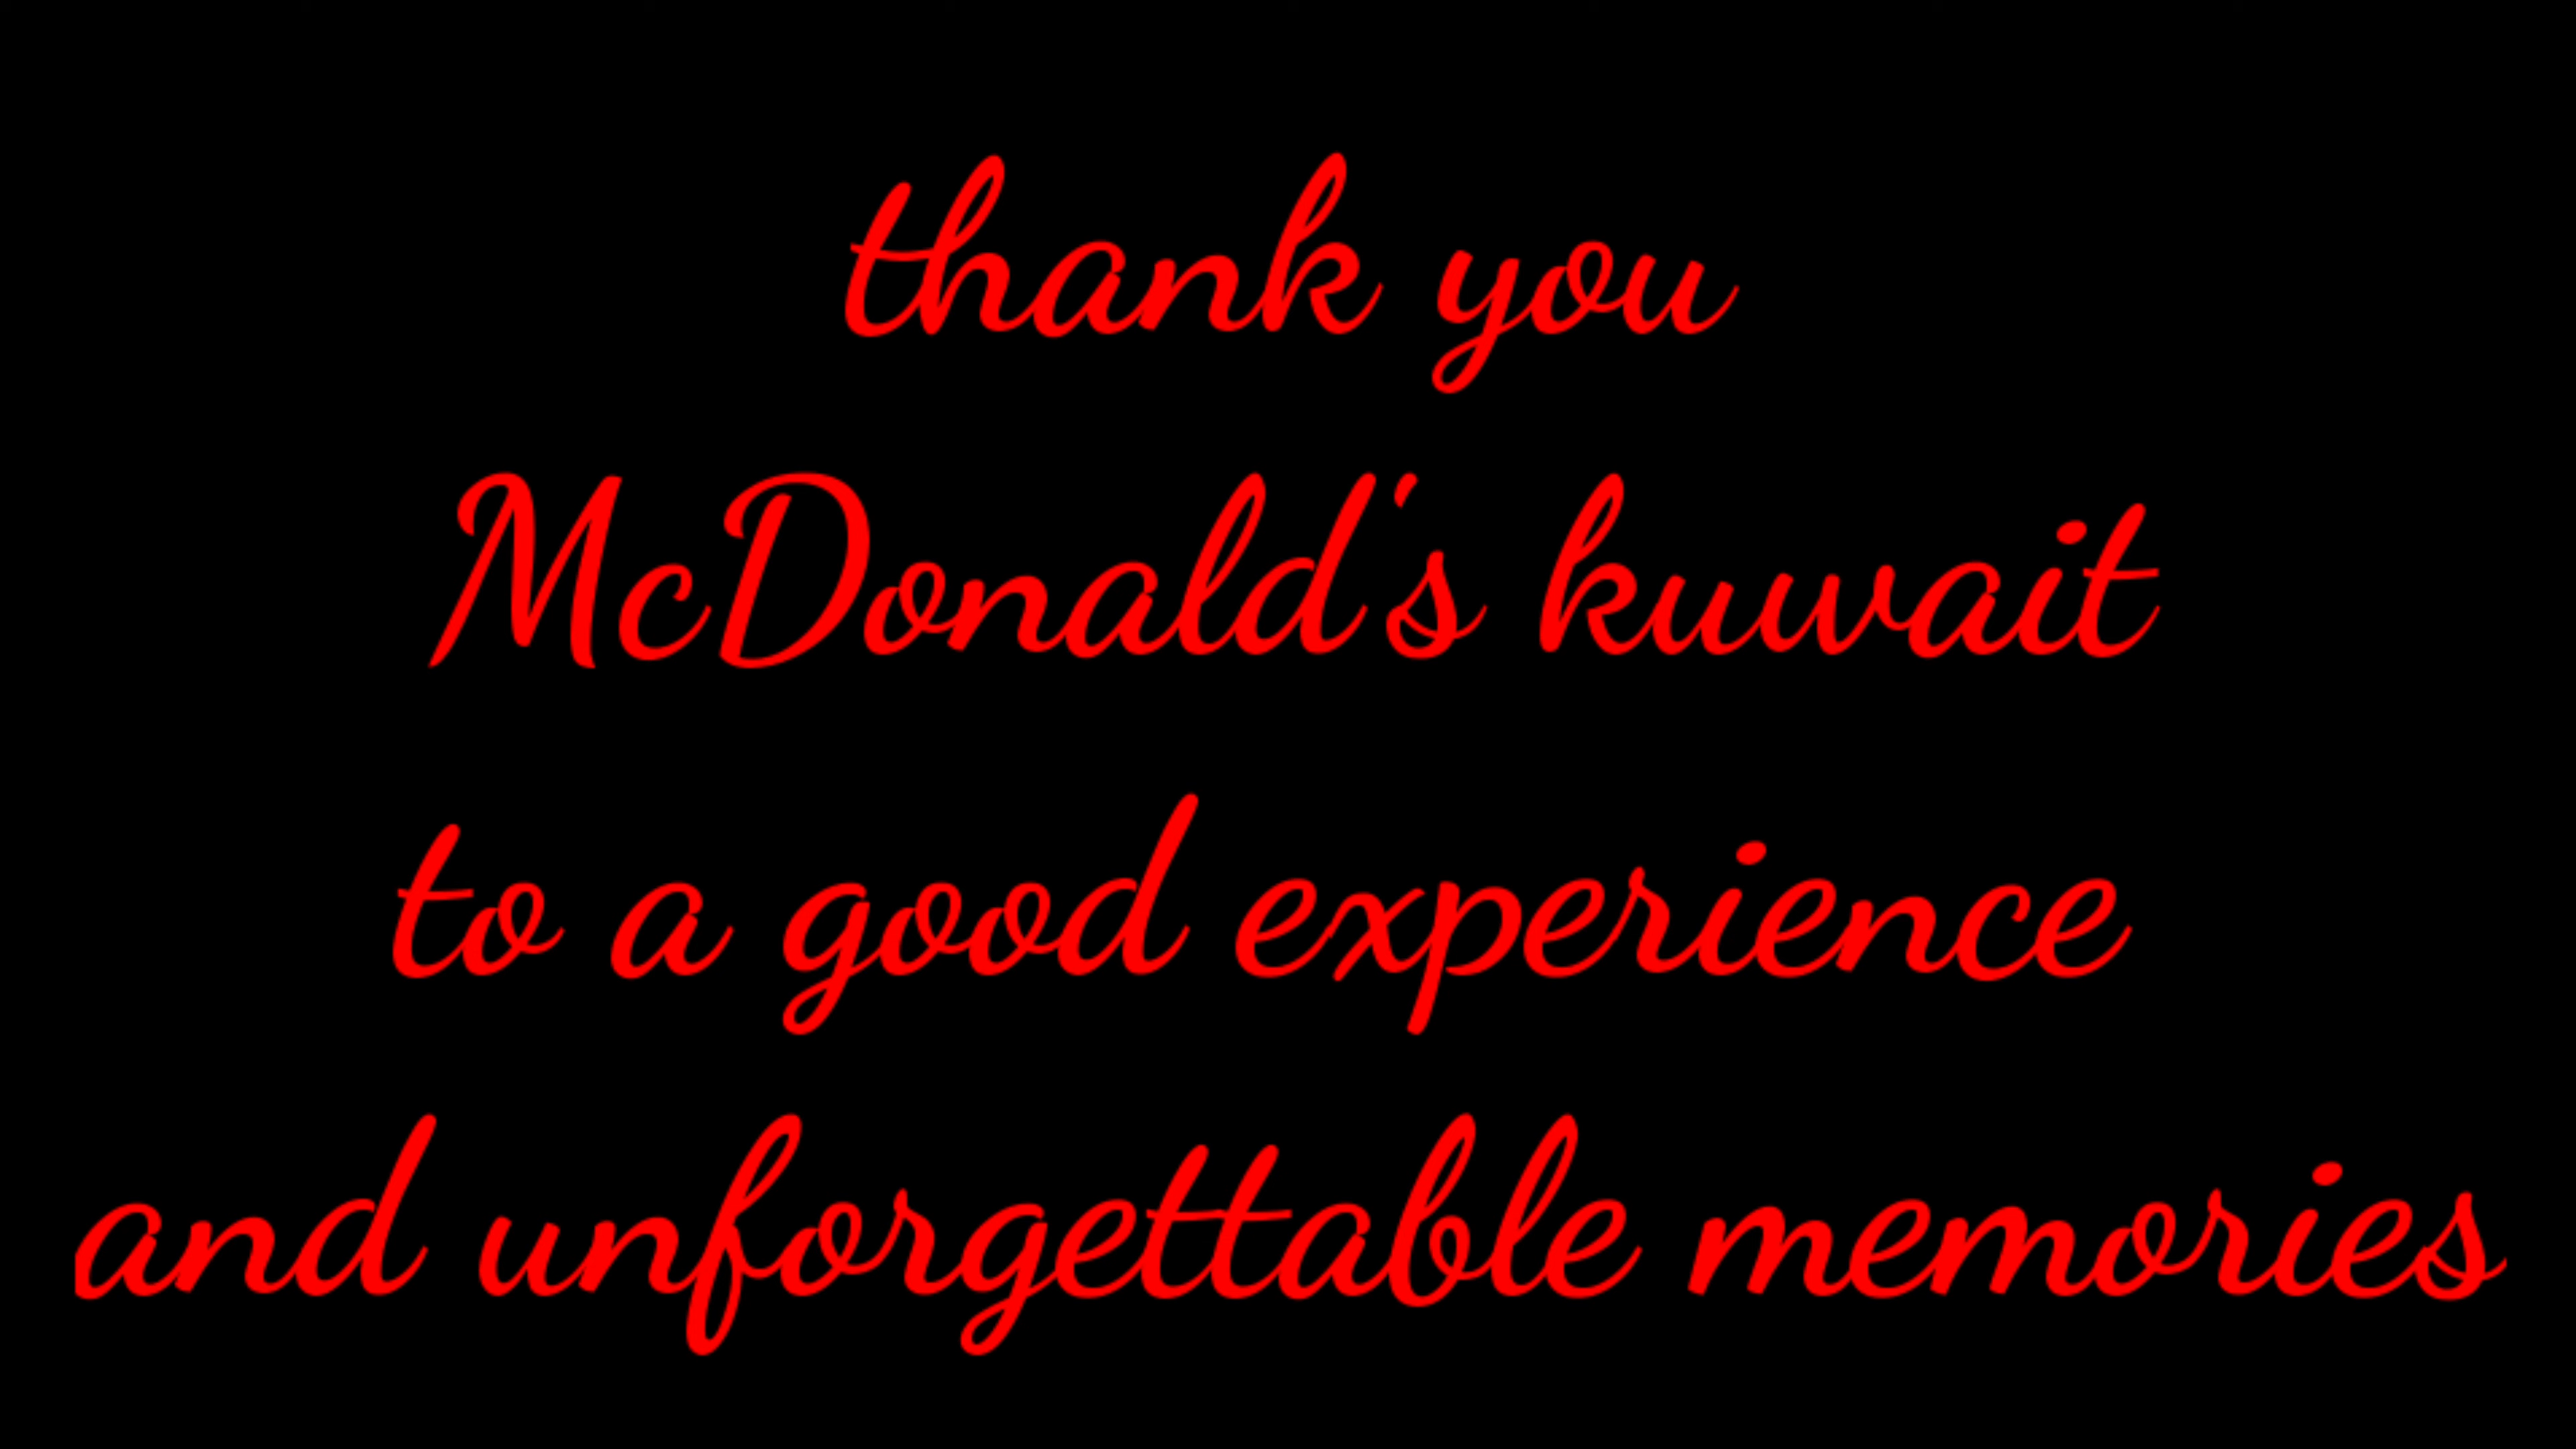 thank you
McDonald's kuwait
to a good experience
and unforgettable memories